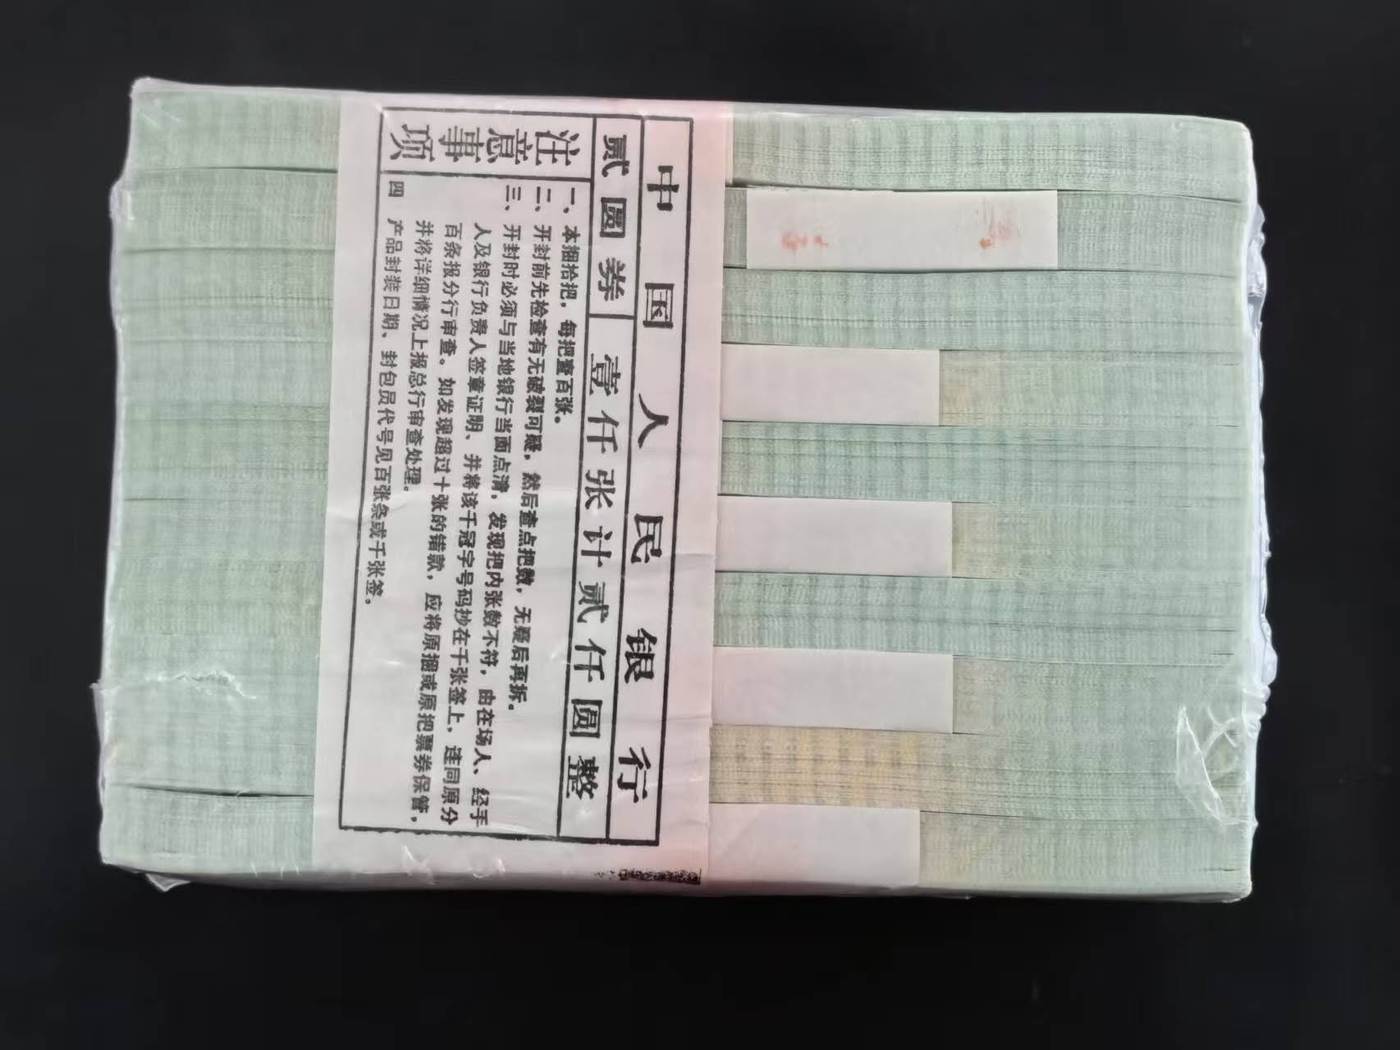 中国人民银行
贰圆券 壹仟张计贰仟圆整
注意事项
一、本捆拾把，每把壹百张。
二、开封前先检查有无破裂可疑，然后查点把数，无疑后再拆。
三、开封时必须与当地银行当面点清，发现把内张数不符，由在场人、经手
人及银行负责人签章证明、并将该千冠字号码抄在千张签上，连同原分
百条报分行审查。如发现超过十张的错款，应将原捆或原把票券保管，
并将详细情况上报总行审查处理。
四 产品封装日期、封包员代号见百张条或千张签。